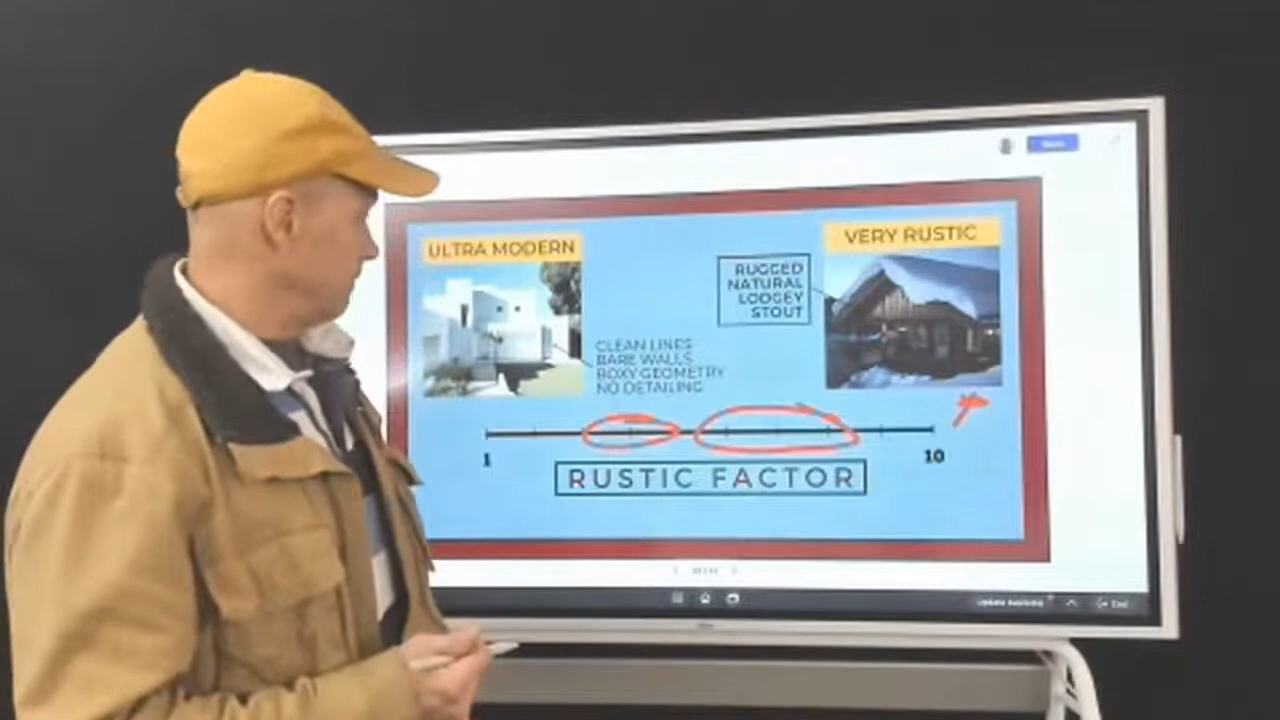 ULTRA MODERN
VERY RUSTIC
RUGGED
NATURAL
LODGEY
STOUT
CLEAN LINES
BARE WALLS
BOXY GEOMETRY
NO DETAILING
1
10
RUSTIC FACTOR